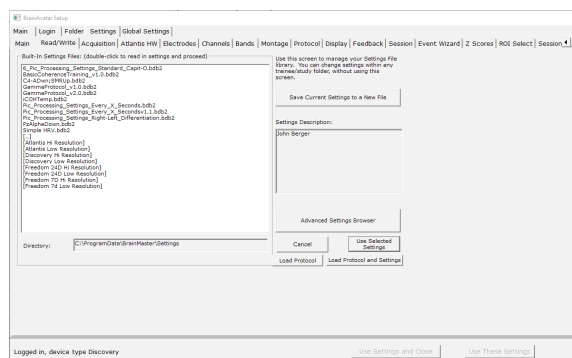 BrainAvatar Setup
Main Login Folder Settings Global Settings
Main Read/Write Acquisition Atlantis HW Electrodes Channels Bands Montage Protocol Display Feedback Session Event Wizard Z Scores ROI Select Session
Built-In Settings Files: (double-click to read in settings and proceed)
6_Pic_Processing_Settings_Standard_Capit-O.bdb2
BasicCoherenceTraining_v1.0.bdb2
C4-ADwn;SMRUp.bdb2
GammaProtocol_v1.0.bdb2
GammaProtocol_v2.0.bdb2
iCOHTemp.bdb2
Pic_Processing_Settings_Every_X_Seconds.bdb2
Pic_Processing_Settings_Every_X_Secondsv1.1.bdb2
Pic_Processing_Settings_Right-Left_Differentiation.bdb2
PzAlphaDown.bdb2
Simple HRV.bdb2
[..]
[Atlantis Hi Resolution]
[Atlantis Low Resolution]
[Discovery Hi Resolution]
[Discovery Low Resolution]
[Freedom 24D Hi Resolution]
[Freedom 24D Low Resolution]
[Freedom 7D Hi Resolution]
[Freedom 7d Low Resolution]
Directory: C:\ProgramData\BrainMaster\Settings
Use this screen to manage your Settings File
library. You can change settings within any
trainee/study folder, without using this
screen.
Save Current Settings to a New File
Settings Description:
John Berger
Advanced Settings Browser
Cancel
Use Selected
Settings
Load Protocol
Load Protocol and Settings
Logged in, device type Discovery
Use Settings and Close
Use These Settings